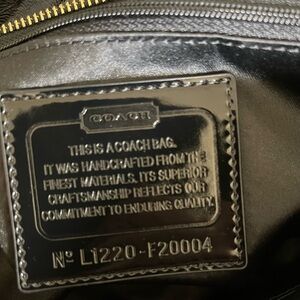 COACH
THIS IS A COACH BAG.
IT WAS HANDCRAFTED FROM THE
FINEST MATERIALS. ITS SUPERIOR
CRAFTSMANSHIP REFLECTS OUR
COMMITMENT TO ENDURING QUALITY.
Nº L1220-F20004